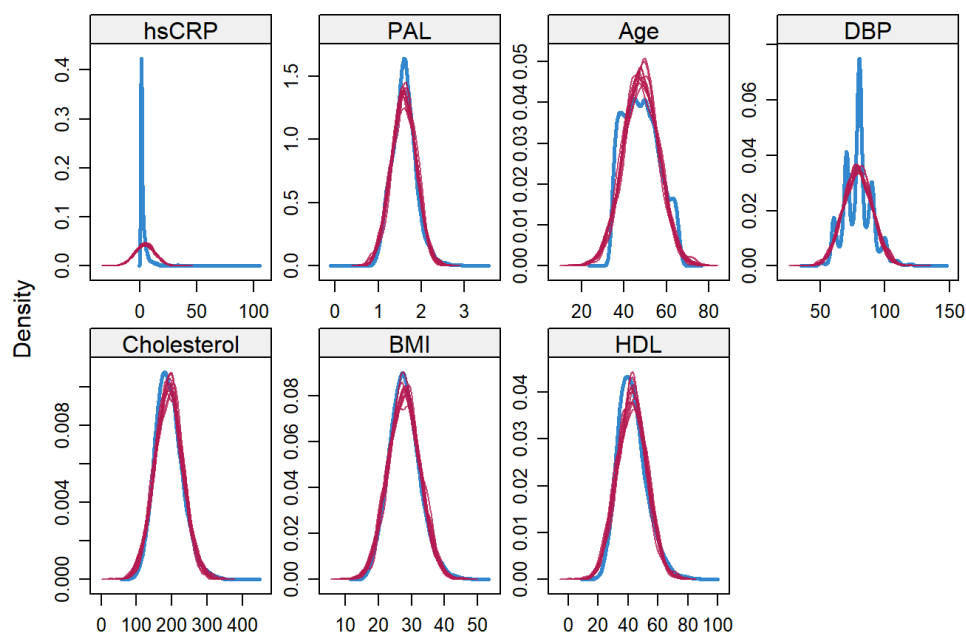 hsCRP
PAL
Age
DBP
0.0 0.1 0.2 0.3 0.4
0.0 0.5 1.0 1.5
0.00 0.01 0.02 0.03 0.04 0.05
0.00 0.02 0.04 0.06
0 50 100
0 1 2 3
20 40 60 80
50 100 150
Density
Cholesterol
BMI
HDL
0.000 0.004 0.008
0.00 0.02 0.04 0.06 0.08
0.00 0.01 0.02 0.03 0.04
0 100 200 300 400
10 20 30 40 50
0 20 40 60 80 100